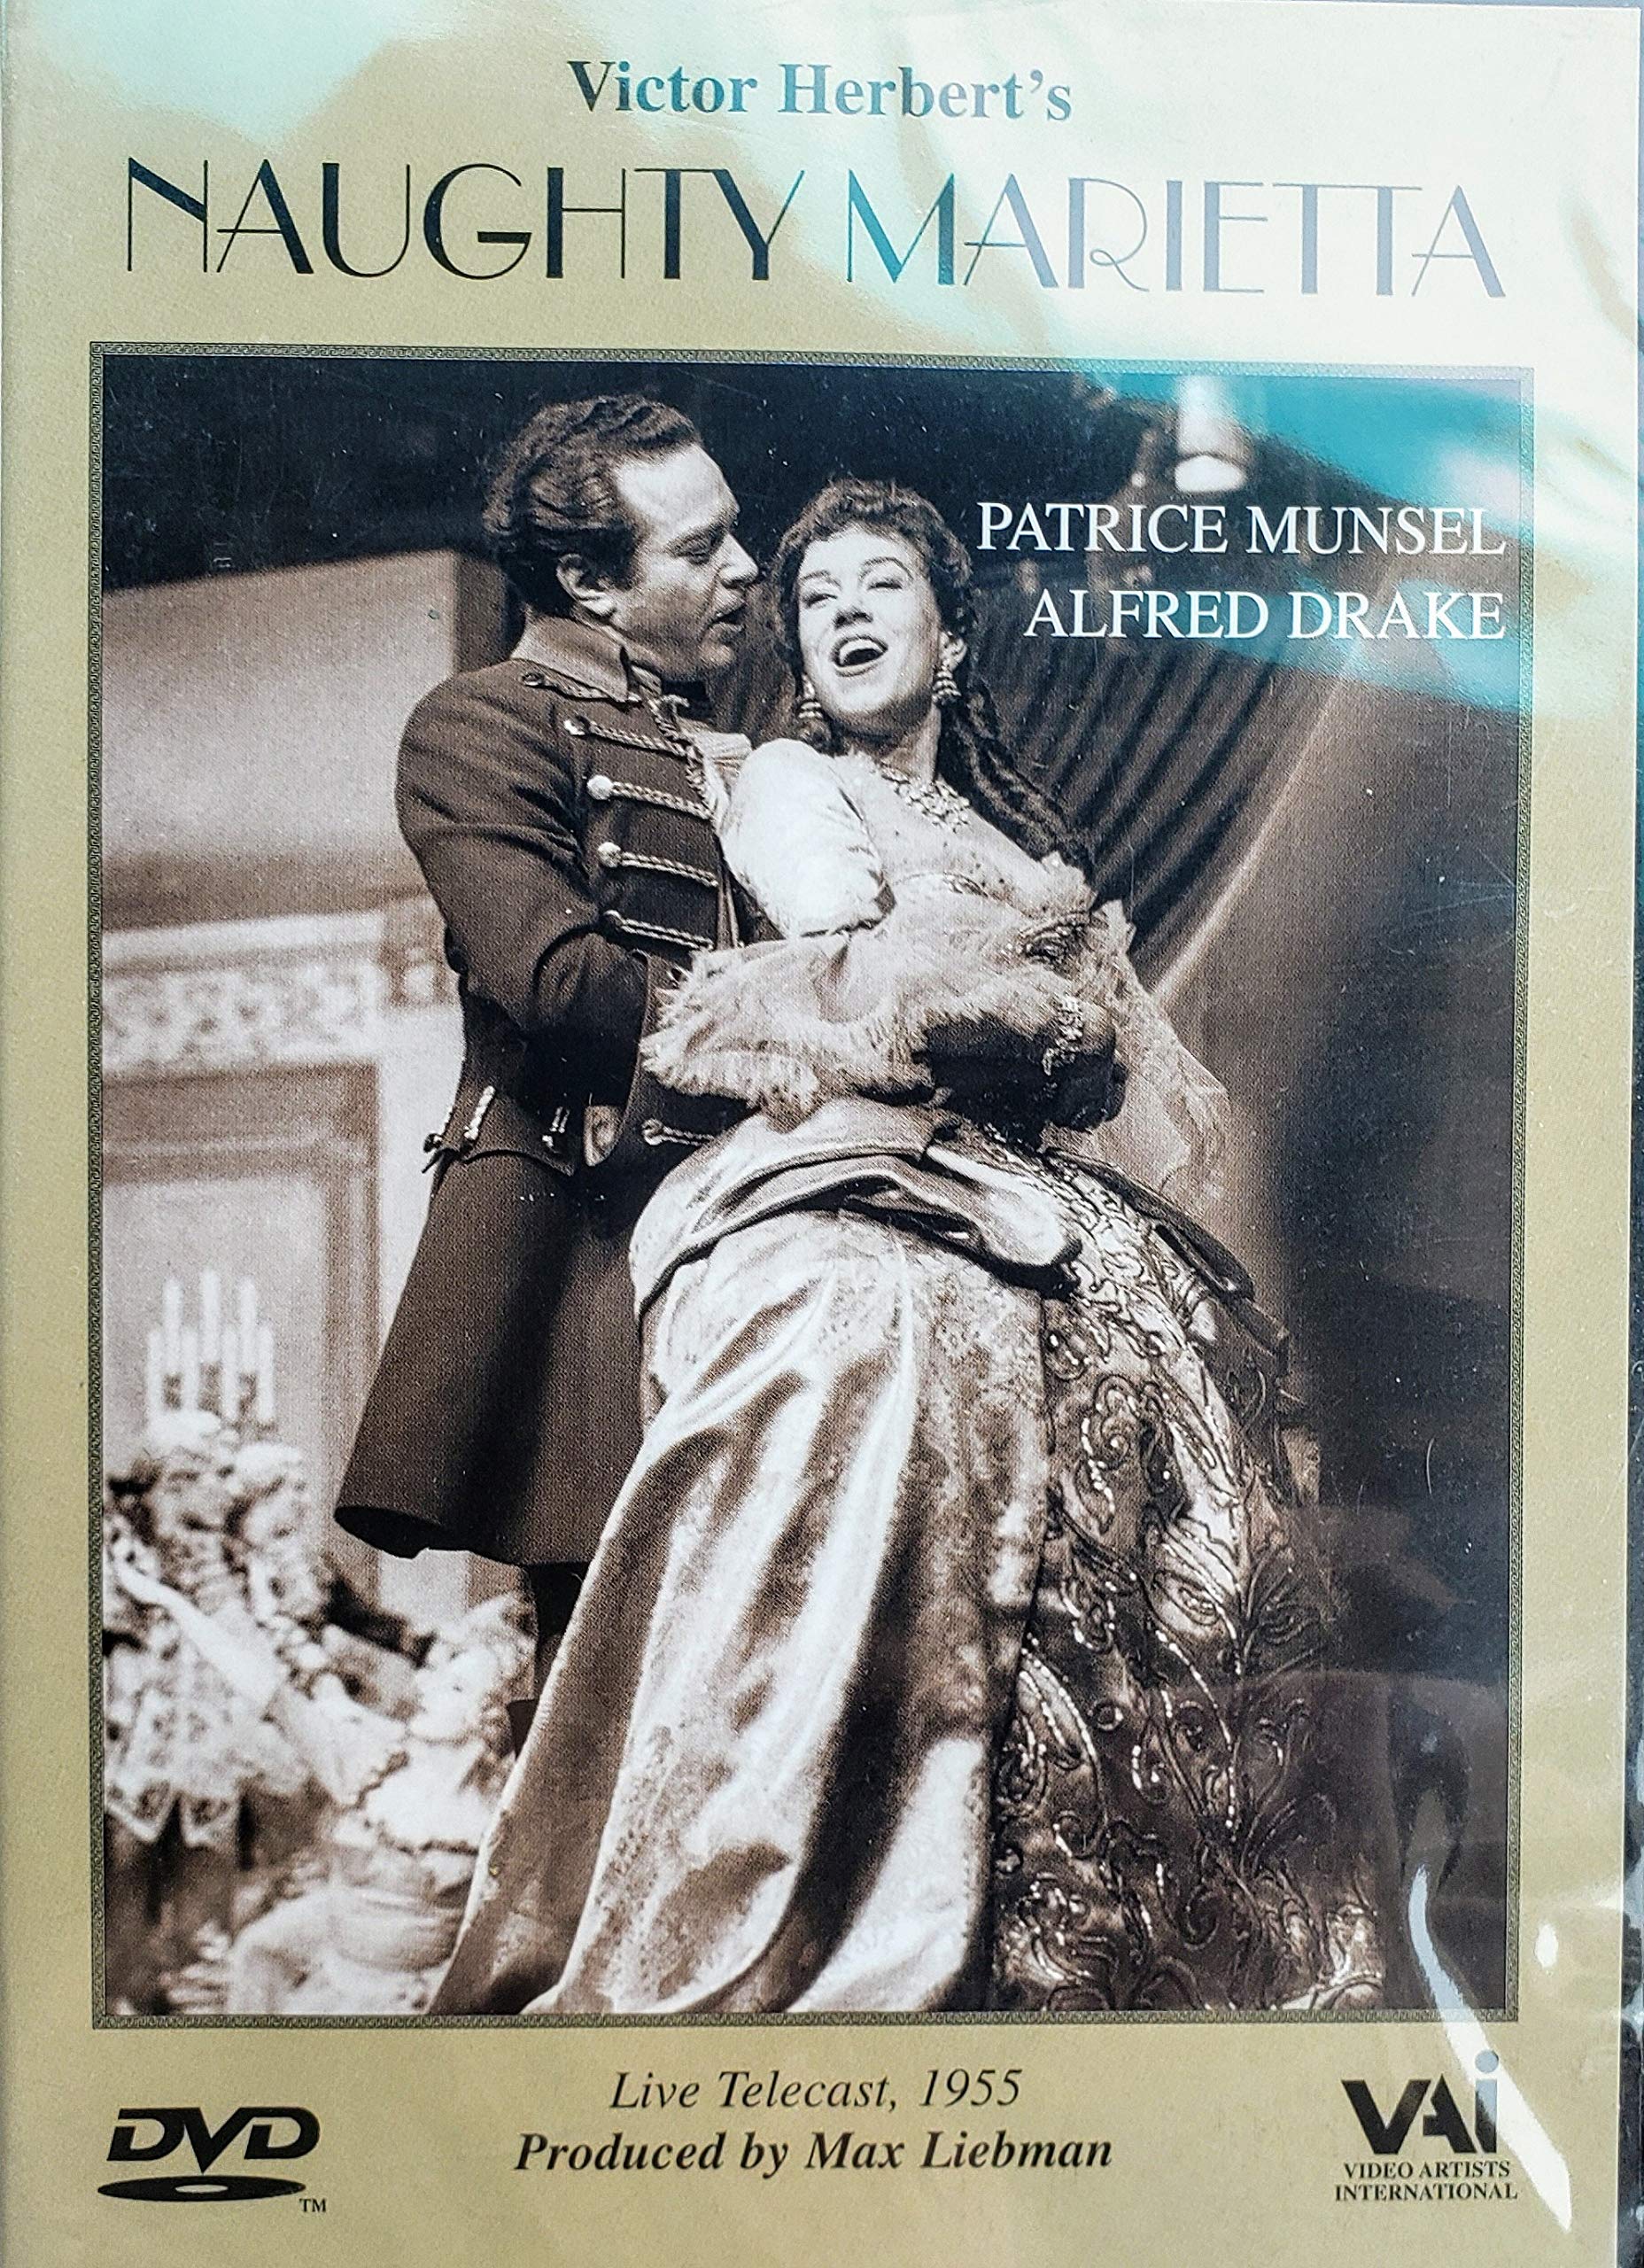 Victor Herbert's
NAUGHTY MARIETTA
PATRICE MUNSEL
ALFRED DRAKE
Live Telecast, 1955
Produced by Max Liebman
DVD
TM
VAi
VIDEO ARTISTS
INTERNATIONAL